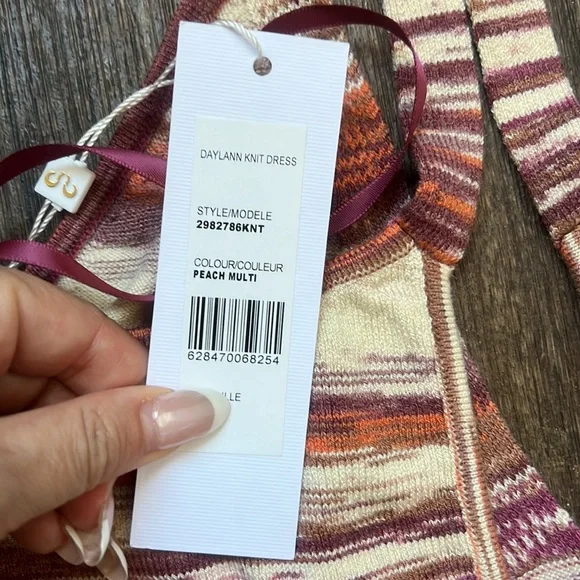 DAYLANN KNIT DRESS
STYLE/MODELE
2982786KNT
COLOUR/COULEUR
PEACH MULTI
628470068254